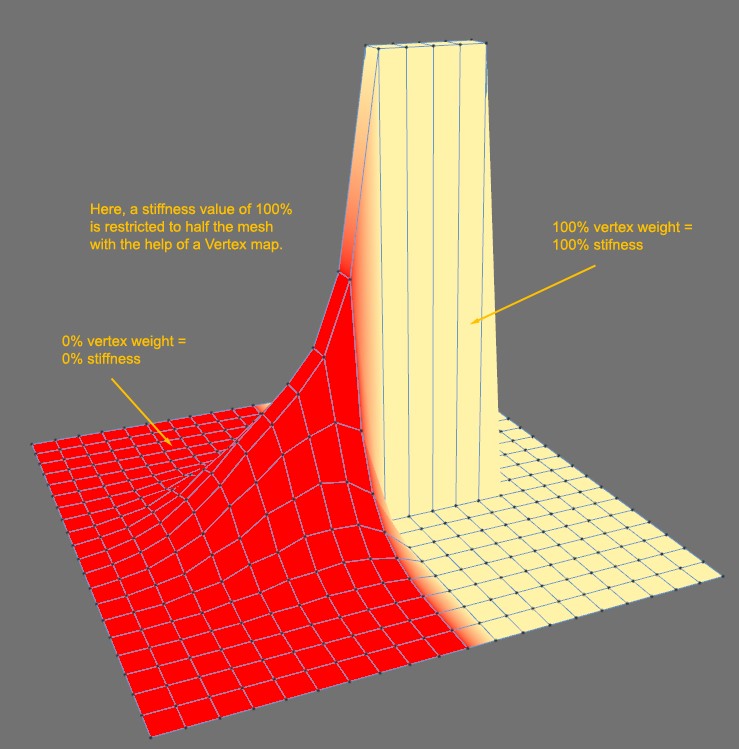 Here, a stiffness value of 100%
is restricted to half the mesh
with the help of a Vertex map.
100% vertex weight =
100% stifness
0% vertex weight =
0% stiffness